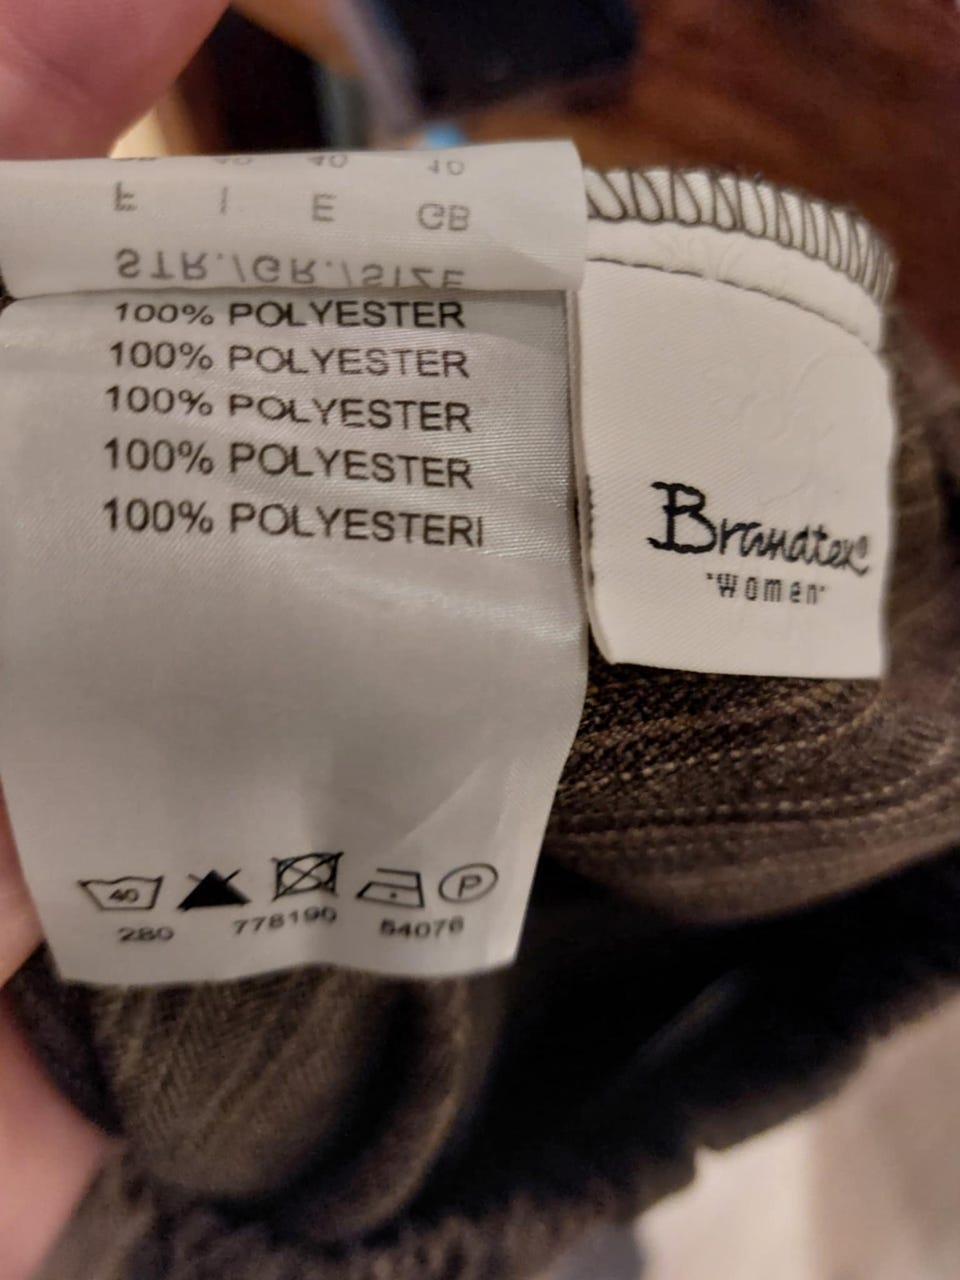 40 40 40
F I E GB
STR./GR./SIZE
100% POLYESTER
100% POLYESTER
100% POLYESTER
100% POLYESTER
100% POLYESTERI
40 P
280 778190 54076
Brandtex®
"women"